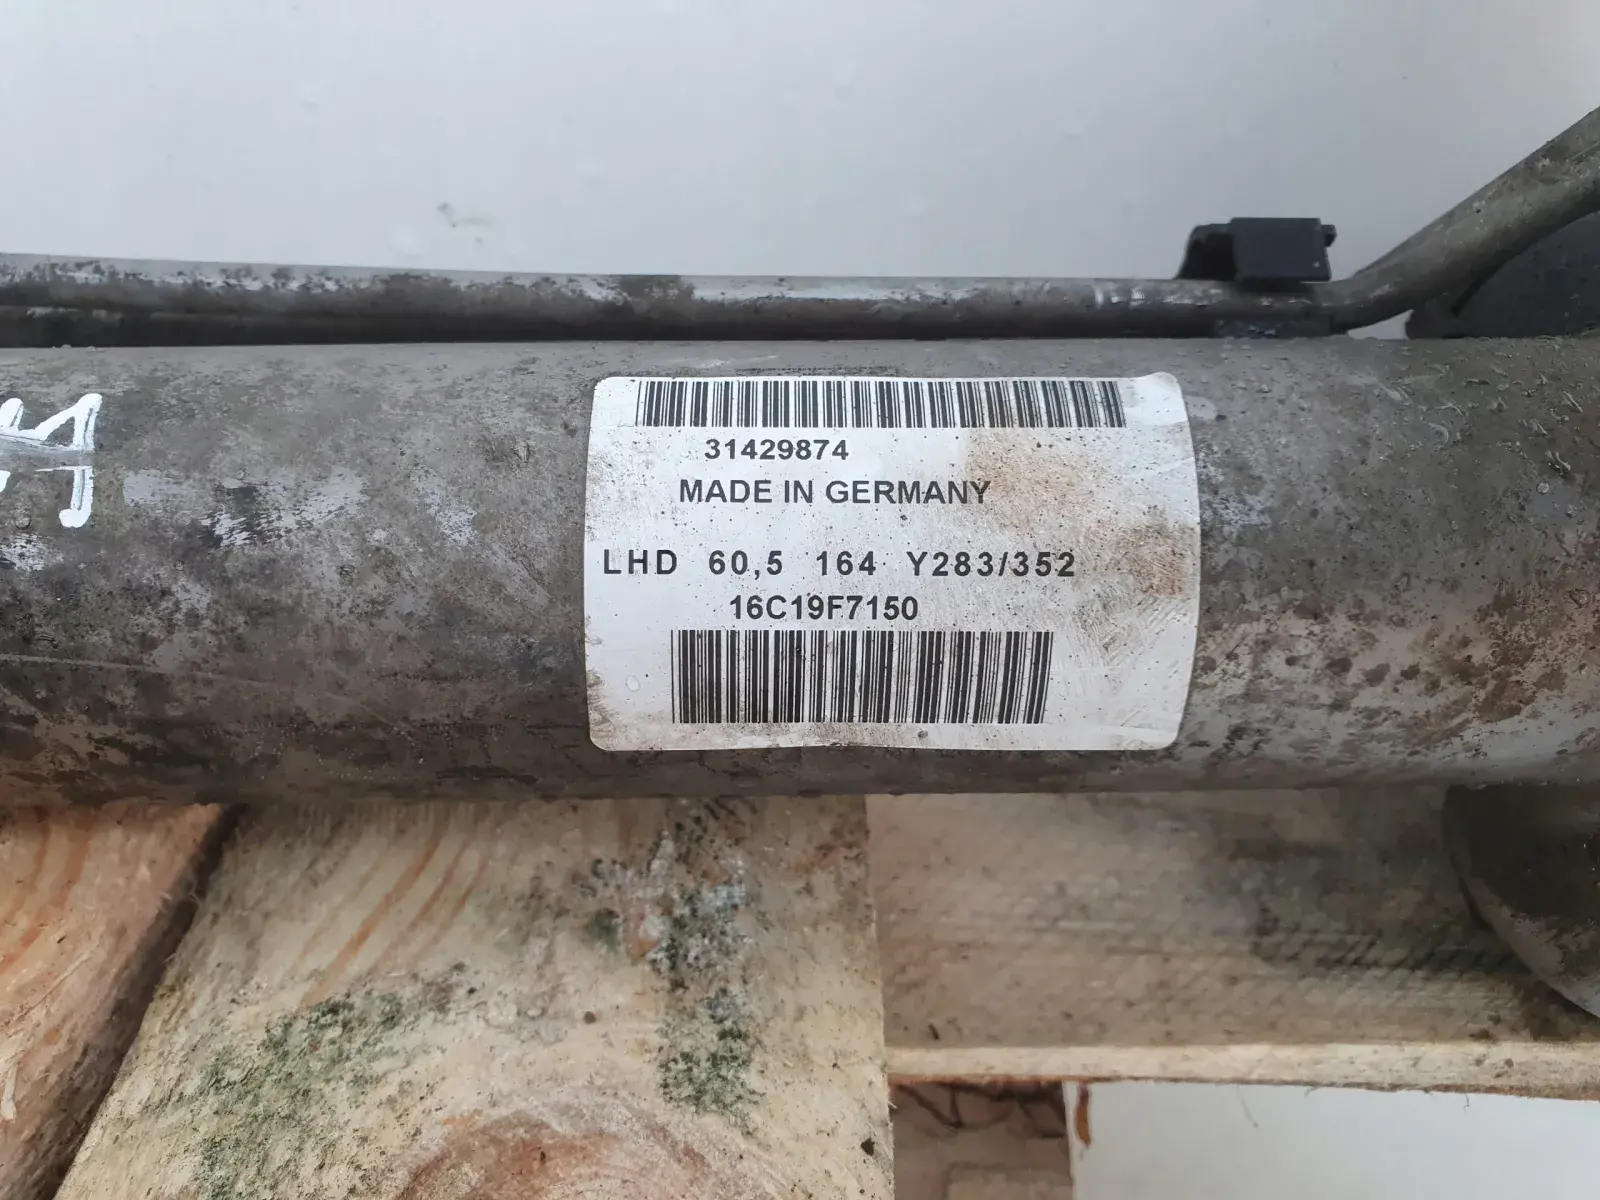 31429874
MADE IN GERMANY
LHD 60,5 164 Y283/352
16C19F7150